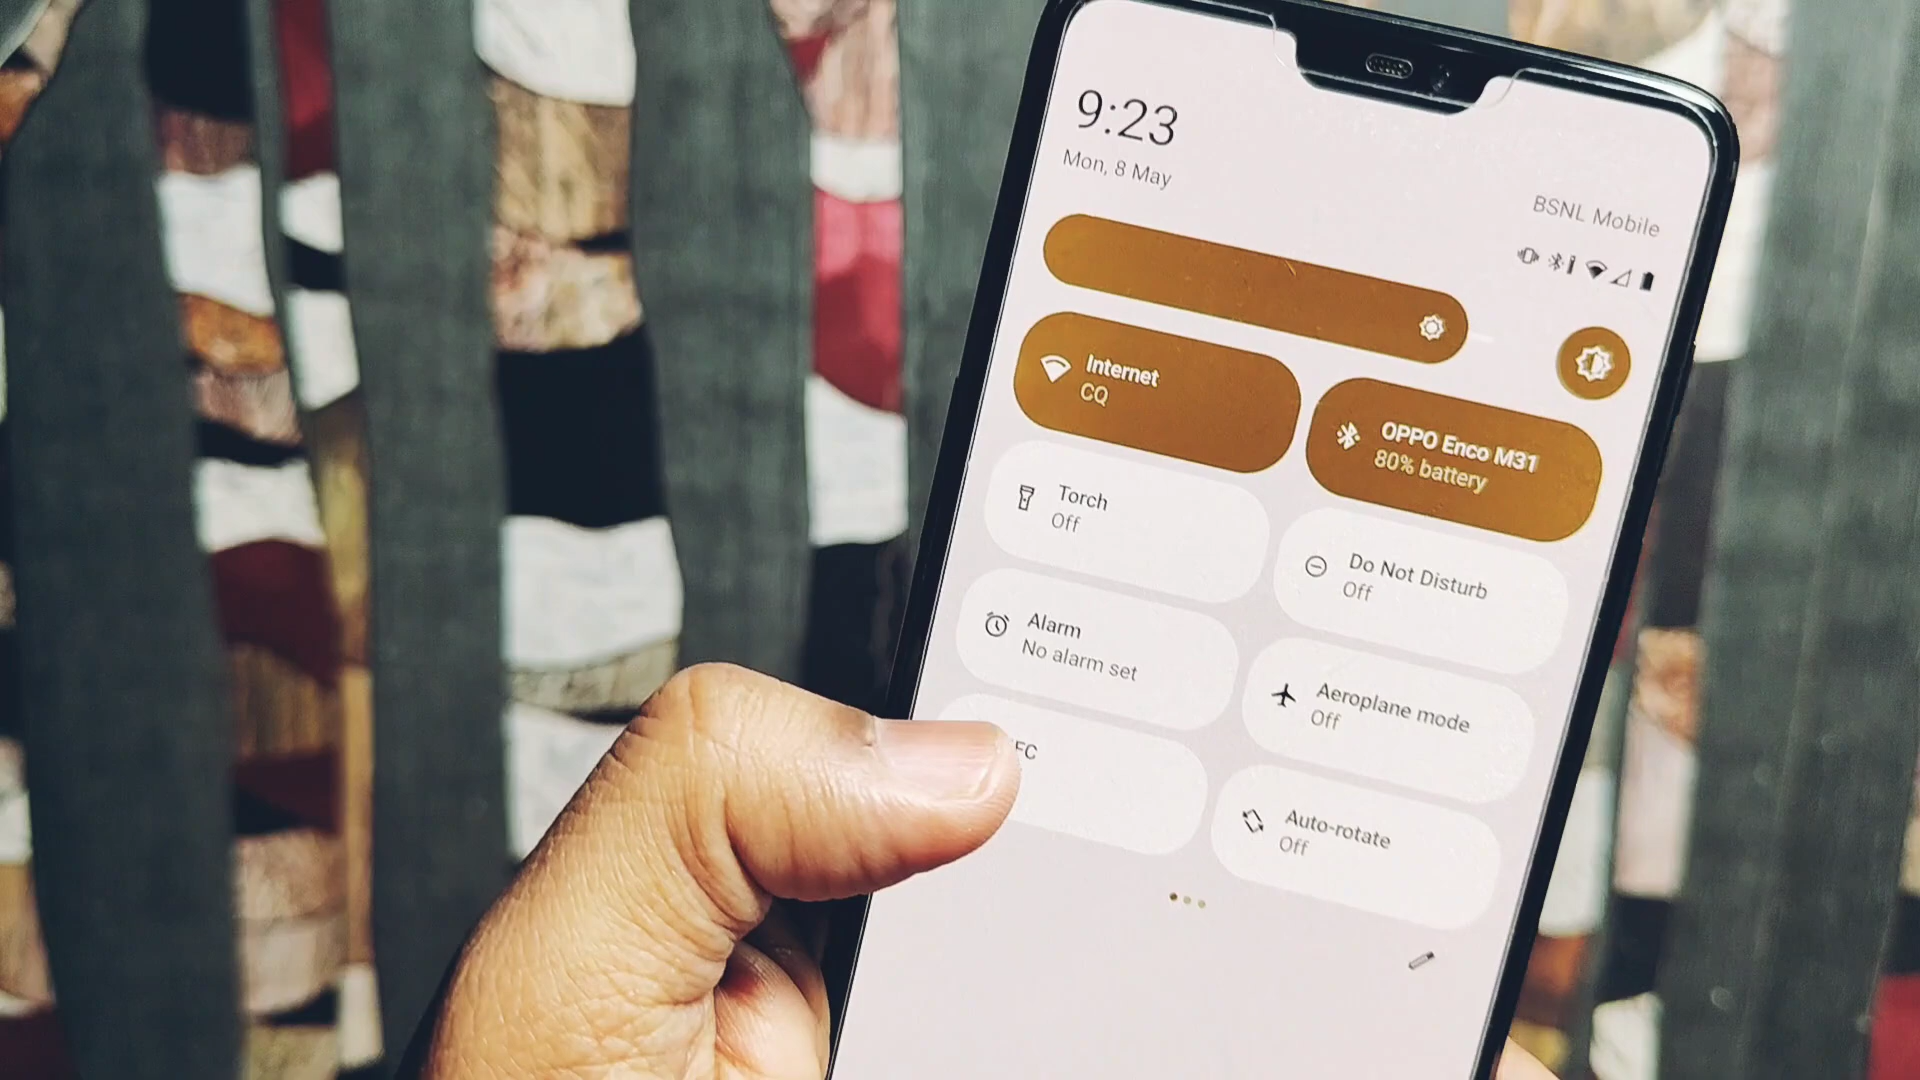 9:23
Mon, 8 May
BSNL Mobile
Internet
CQ
OPPO Enco M31
80% battery
Torch
Off
Do Not Disturb
Off
Alarm
No alarm set
Aeroplane mode
Off
FC
Auto-rotate
Off